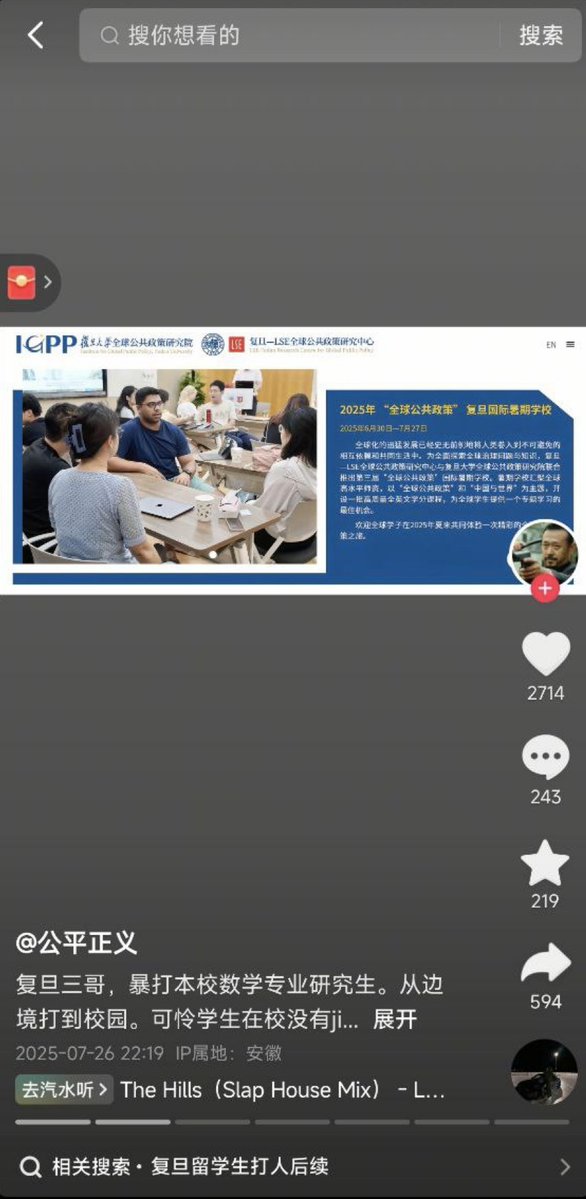 搜你想看的
搜索
IGPP 復旦大學全球公共政策研究院
Institute for Global Public Policy, Fudan University
LSE
复旦—LSE全球公共政策研究中心
LSE-Fudan Research Centre for Global Public Policy
EN
2025年 “全球公共政策” 复旦国际暑期学校
2025年6月30日—7月27日
全球化的迅猛发展已经史无前例地将人类卷入到不可避免的
相互依赖和共同生活中。为全面探索全球治理问题与知识，复旦
—LSE全球公共政策研究中心与复旦大学全球公共政策研究院联合
推出第三届“全球公共政策”国际暑期学校。暑期学校汇聚全球
高水平师资，以“全球公共政策”和“中国与世界”为主题，开
设一批高质量全英文学分课程，为全球学生提供一个专题学习的
最佳机会。
欢迎全球学子在2025年夏来共同体验一次精彩的
策之旅。
2714
243
219
594
@公平正义
复旦三哥，暴打本校数学专业研究生。从边
境打到校园。可怜学生在校没有ji... 展开
2025-07-26 22:19 IP属地：安徽
去汽水听 The Hills（Slap House Mix） - L...
相关搜索 · 复旦留学生打人后续